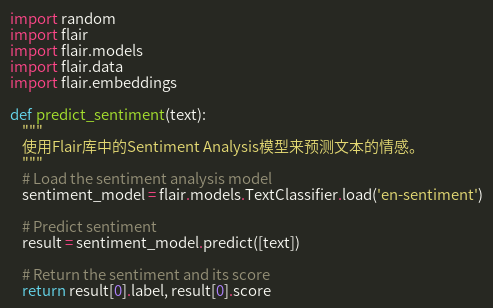 import random
import flair
import flair.models
import flair.data
import flair.embeddings

def predict_sentiment(text):
    """
    使用Flair库中的Sentiment Analysis模型来预测文本的情感。
    """
    # Load the sentiment analysis model
    sentiment_model = flair.models.TextClassifier.load('en-sentiment')

    # Predict sentiment
    result = sentiment_model.predict([text])

    # Return the sentiment and its score
    return result[0].label, result[0].score